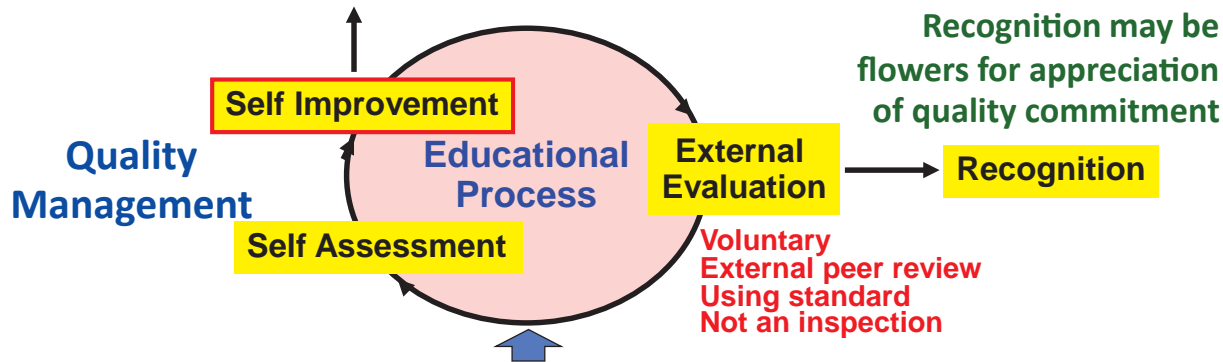 Recognition may be
flowers for appreciation
of quality commitment
Self Improvement
Quality
Management
Educational
Process
External
Evaluation
Recognition
Self Assessment
Voluntary
External peer review
Using standard
Not an inspection